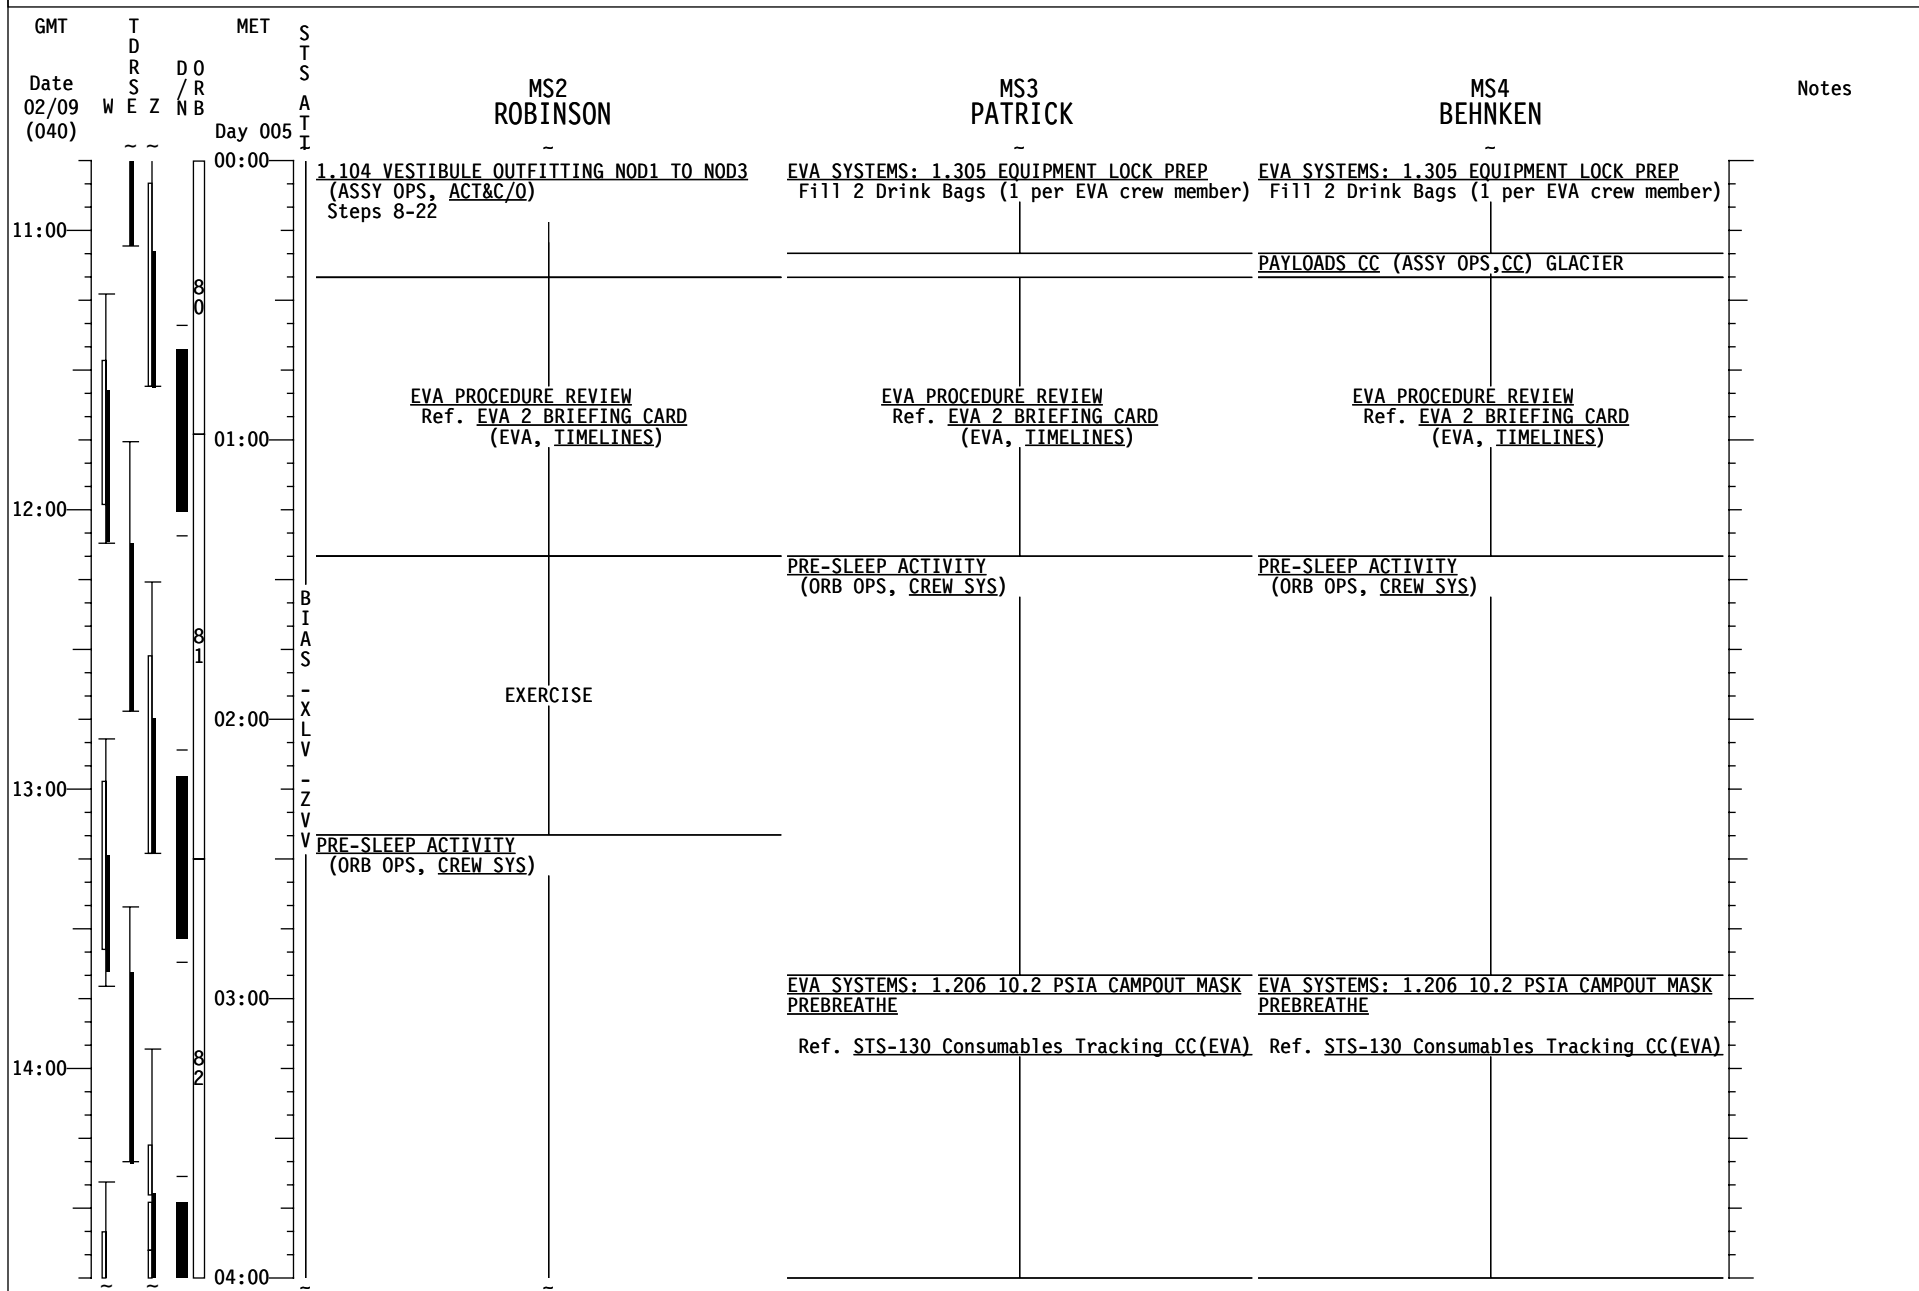 GMT
TDRS
MET
STS ATT
Date
02/09
(040)
W E Z
D/N
ORB
Day 005
MS2
ROBINSON
MS3
PATRICK
MS4
BEHNKEN
Notes
~ ~ ~ ~ ~
00:00
1.104 VESTIBULE OUTFITTING NOD1 TO NOD3
(ASSY OPS, ACT&C/O)
Steps 8-22
EVA SYSTEMS: 1.305 EQUIPMENT LOCK PREP
Fill 2 Drink Bags (1 per EVA crew member)
EVA SYSTEMS: 1.305 EQUIPMENT LOCK PREP
Fill 2 Drink Bags (1 per EVA crew member)
11:00
PAYLOADS CC (ASSY OPS,CC) GLACIER
80
EVA PROCEDURE REVIEW
Ref. EVA 2 BRIEFING CARD
(EVA, TIMELINES)
EVA PROCEDURE REVIEW
Ref. EVA 2 BRIEFING CARD
(EVA, TIMELINES)
EVA PROCEDURE REVIEW
Ref. EVA 2 BRIEFING CARD
(EVA, TIMELINES)
01:00
12:00
PRE-SLEEP ACTIVITY
(ORB OPS, CREW SYS)
PRE-SLEEP ACTIVITY
(ORB OPS, CREW SYS)
BIAS -XLV -ZVV
81
EXERCISE
02:00
13:00
PRE-SLEEP ACTIVITY
(ORB OPS, CREW SYS)
03:00
EVA SYSTEMS: 1.206 10.2 PSIA CAMPOUT MASK
PREBREATHE
Ref. STS-130 Consumables Tracking CC(EVA)
EVA SYSTEMS: 1.206 10.2 PSIA CAMPOUT MASK
PREBREATHE
Ref. STS-130 Consumables Tracking CC(EVA)
14:00
82
04:00
~ ~ ~ ~